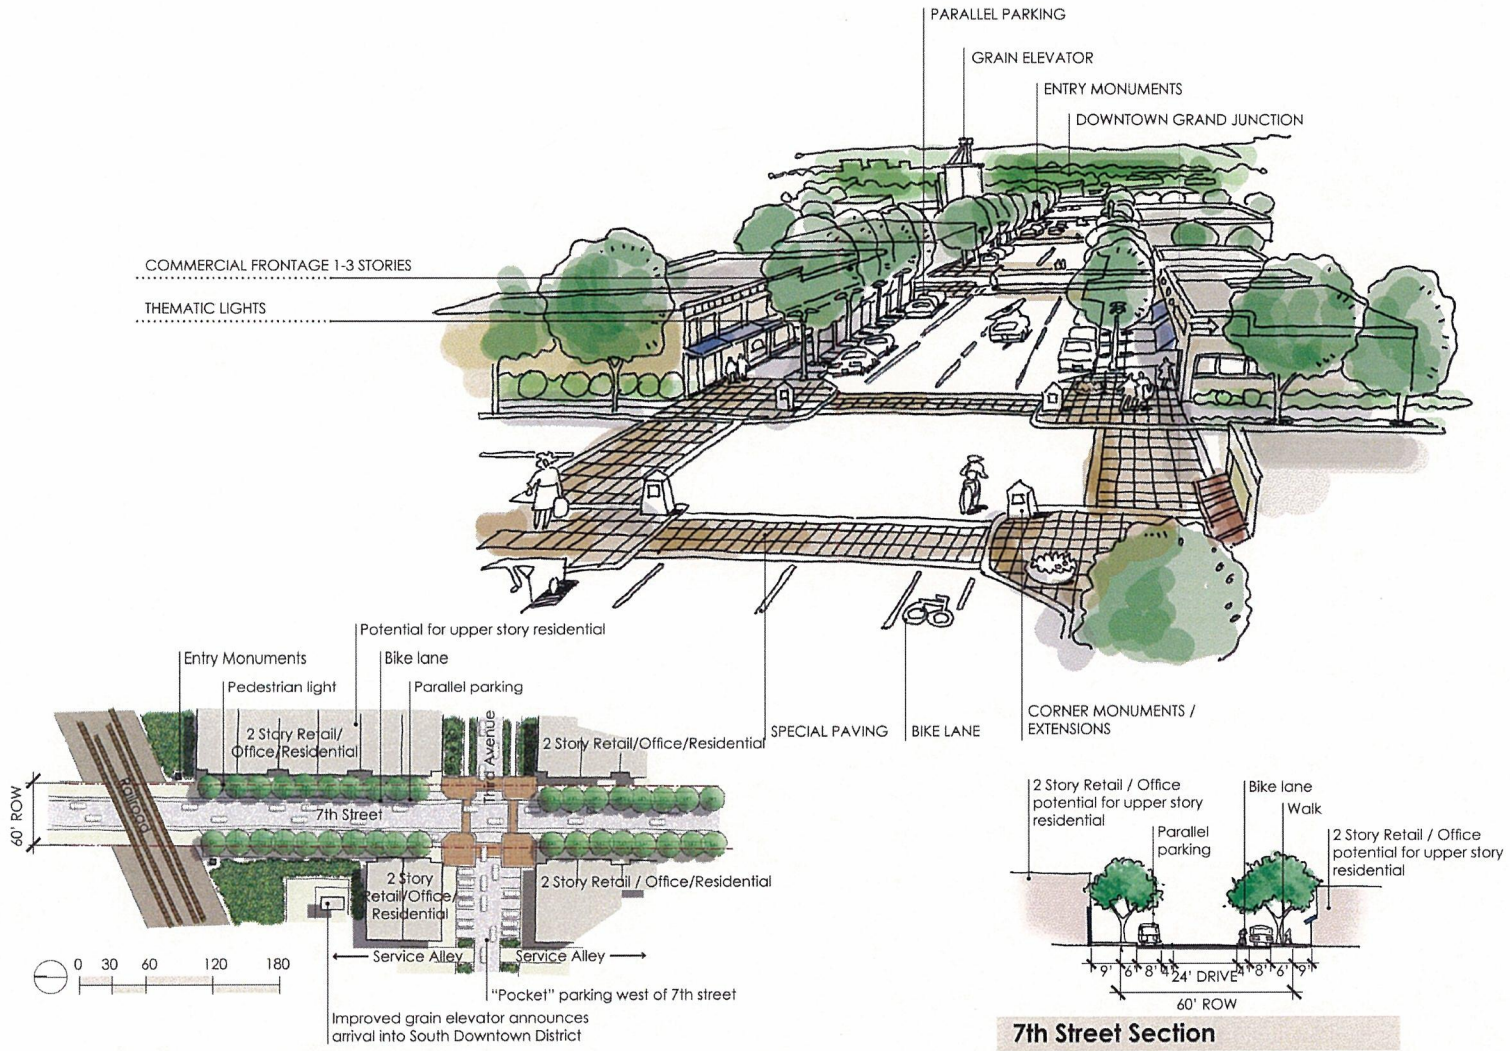 PARALLEL PARKING
GRAIN ELEVATOR
ENTRY MONUMENTS
DOWNTOWN GRAND JUNCTION
COMMERCIAL FRONTAGE 1-3 STORIES
THEMATIC LIGHTS
SPECIAL PAVING
BIKE LANE
CORNER MONUMENTS /
EXTENSIONS
Potential for upper story residential
Entry Monuments
Bike lane
Pedestrian light
Parallel parking
2 Story Retail/
Office/Residential
Third Avenue
2 Story Retail/Office/Residential
Railroad
60' ROW
7th Street
2 Story
Retail/Office/
Residential
2 Story Retail / Office/Residential
Service Alley
Service Alley
0 30 60 120 180
"Pocket" parking west of 7th street
Improved grain elevator announces
arrival into South Downtown District
2 Story Retail / Office
potential for upper story
residential
Bike lane
Walk
Parallel
parking
2 Story Retail / Office
potential for upper story
residential
9' 6' 8' 4' 24' DRIVE 4' 8' 6' 9'
60' ROW
7th Street Section